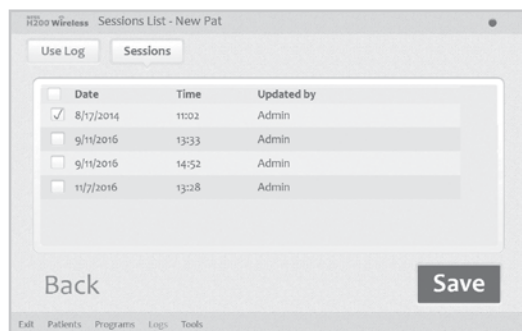 H200 Wireless Sessions List - New Pat
Use Log Sessions
Date Time Updated by
8/17/2014 11:02 Admin
9/11/2016 13:33 Admin
9/11/2016 14:52 Admin
11/7/2016 13:28 Admin
Back Save
Exit Patients Programs Logs Tools